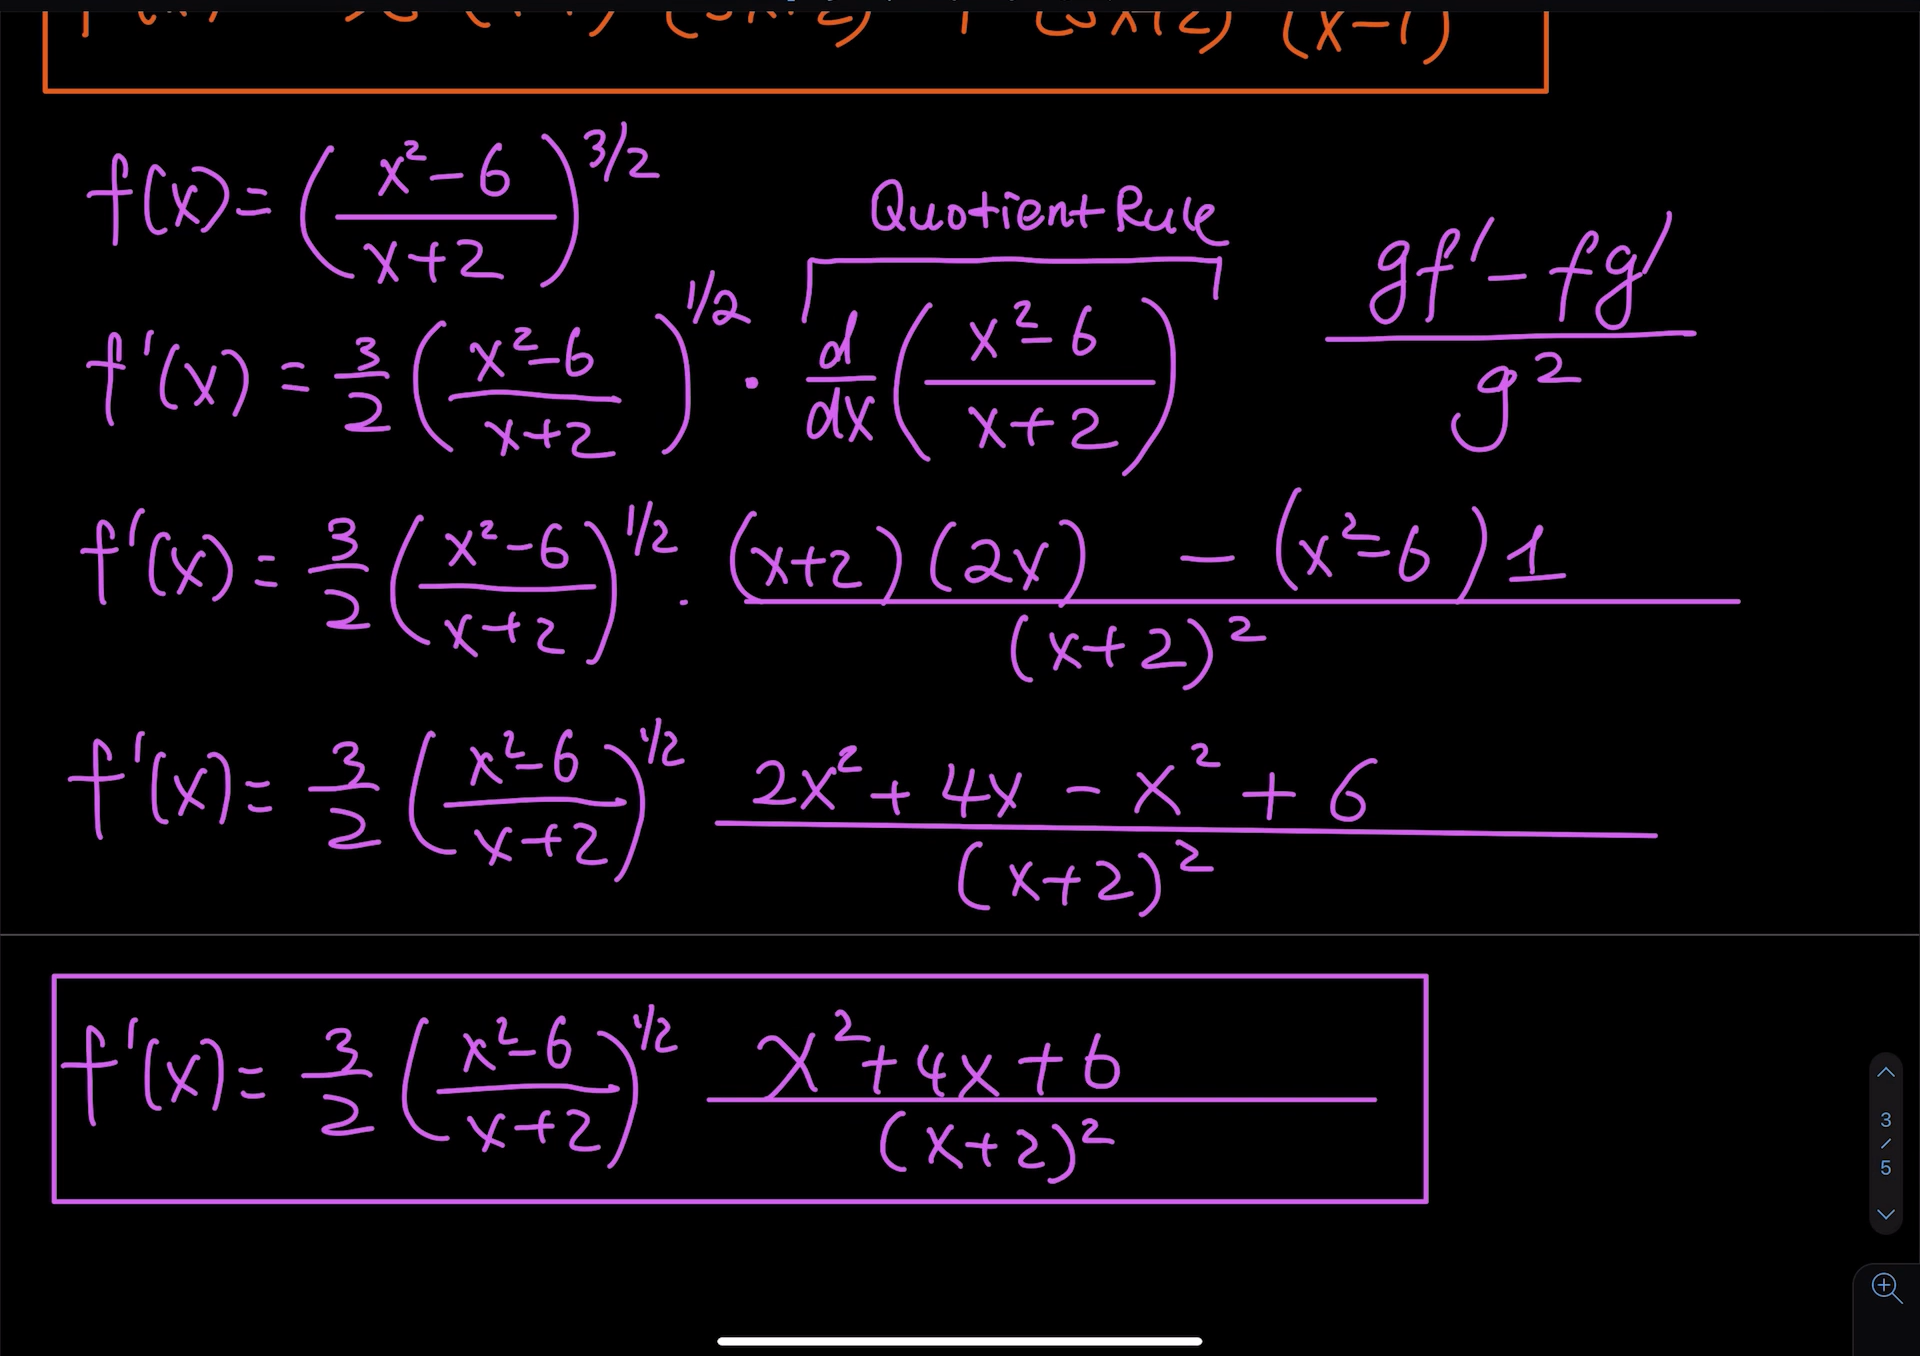 f(x) = ((x²-6)/(x+2))^(3/2)
Quotient Rule
f'(x) = 3/2 ((x²-6)/(x+2))^(1/2) · d/dx ((x²-6)/(x+2))
(gf' - fg')/g²
f'(x) = 3/2 ((x²-6)/(x+2))^(1/2) · ((x+2)(2x) - (x²-6)1)/(x+2)²
f'(x) = 3/2 ((x²-6)/(x+2))^(1/2) (2x² + 4x - x² + 6)/(x+2)²
f'(x) = 3/2 ((x²-6)/(x+2))^(1/2) (x²+4x+6)/(x+2)²
3
/
5